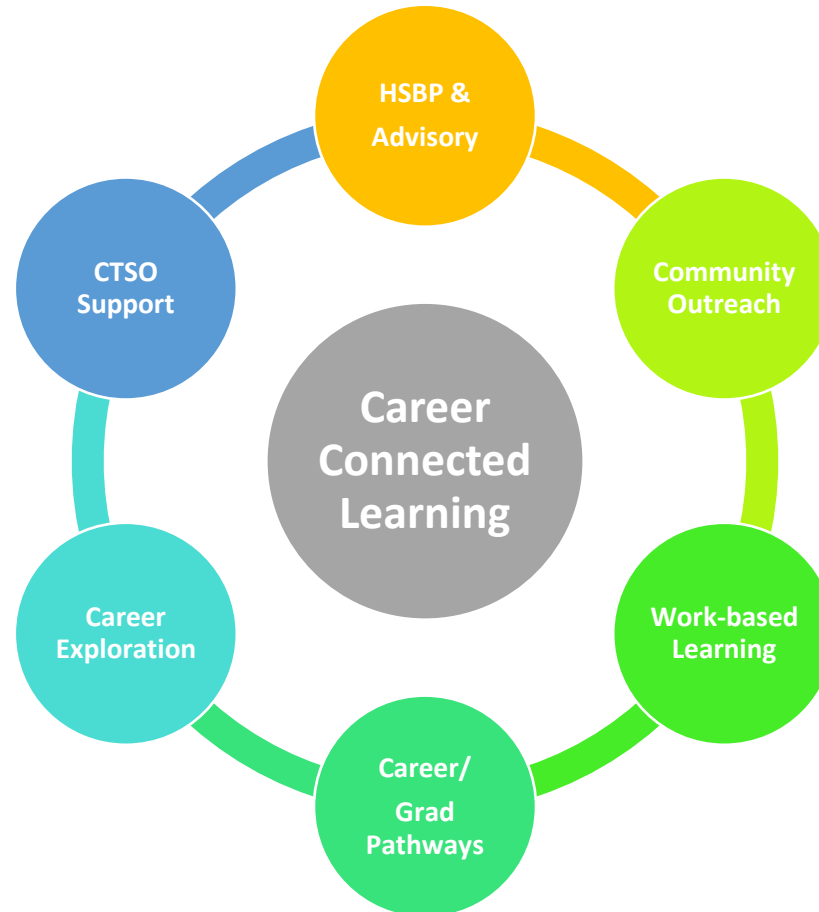 HSBP &
Advisory
CTSO
Support
Community
Outreach
Career
Connected
Learning
Career
Exploration
Work-based
Learning
Career/
Grad
Pathways